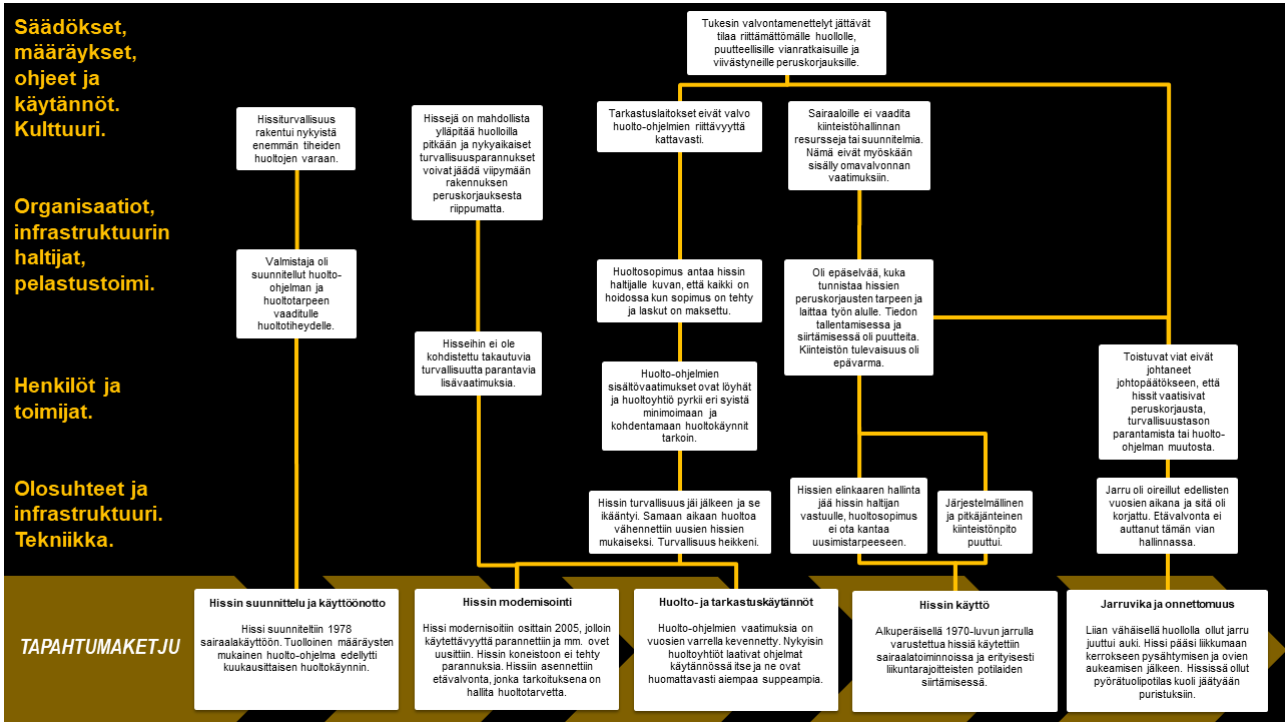 Säädökset,
määräykset,
ohjeet ja
käytännöt.
Kulttuuri.
Tukesin valvontamenettelyt jättävät
tilaa riittämättömälle huollolle,
puutteellisille vianratkaisuille ja
viivästyneille peruskorjauksille.
Hissiturvallisuus
rakentui nykyistä
enemmän tiheiden
huoltojen varaan.
Hissejä on mahdollista
ylläpitää huolloilla
pitkään ja nykyaikaiset
turvallisuusparannukset
voivat jäädä viipymään
rakennuksen
peruskorjauksesta
riippumatta.
Tarkastuslaitokset eivät valvo
huolto-ohjelmien riittävyyttä
kattavasti.
Sairaaloille ei vaadita
kiinteistöhallinnan
resursseja tai suunnitelmia.
Nämä eivät myöskään
sisälly omavalvonnan
vaatimuksiin.
Organisaatiot,
infrastruktuurin
haltijat,
pelastustoimi.
Valmistaja oli
suunnitellut huolto-
ohjelman ja
huoltotarpeen
vaaditulle
huoltotiheydelle.
Huoltosopimus antaa hissin
haltijalle kuvan, että kaikki on
hoidossa kun sopimus on tehty
ja laskut on maksettu.
Oli epäselvää, kuka
tunnistaa hissien
peruskorjausten tarpeen ja
laittaa työn alulle. Tiedon
tallentamisessa ja
siirtämisessä oli puutteita.
Kiinteistön tulevaisuus oli
epävarma.
Hisseihin ei ole
kohdistettu takautuvia
turvallisuutta parantavia
lisävaatimuksia.
Henkilöt ja
toimijat.
Huolto-ohjelmien
sisältövaatimukset ovat löyhät
ja huoltoyhtiö pyrkii eri syistä
minimoimaan ja
kohdentamaan huoltokäynnit
tarkoin.
Toistuvat viat eivät
johtaneet
johtopäätökseen, että
hissit vaatisivat
peruskorjausta,
turvallisuustason
parantamista tai huolto-
ohjelman muutosta.
Olosuhteet ja
infrastruktuuri.
Tekniikka.
Hissin turvallisuus jäi jälkeen ja se
ikääntyi. Samaan aikaan huoltoa
vähennettiin uusien hissien
mukaiseksi. Turvallisuus heikkeni.
Hissien elinkaaren hallinta
jää hissin haltijan
vastuulle, huoltosopimus
ei ota kantaa
uusimistarpeeseen.
Järjestelmällinen
ja pitkäjänteinen
kiinteistönpito
puuttui.
Jarru oli oireillut edellisten
vuosien aikana ja sitä oli
korjattu. Etävalvonta ei
auttanut tämän vian
hallinnassa.
TAPAHTUMAKETJU
Hissin suunnittelu ja käyttöönotto
Hissi suunniteltiin 1978
sairaalakäyttöön. Tuolloinen määräysten
mukainen huolto-ohjelma edellytti
kuukausittaisen huoltokäynnin.
Hissin modernisointi
Hissi modernisoitiin osittain 2005, jolloin
käytettävyyttä parannettiin ja mm. ovet
uusittiin. Hissin koneistoon ei tehty
parannuksia. Hissiin asennettiin
etävalvonta, jonka tarkoituksena on
hallita huoltotarvetta.
Huolto- ja tarkastuskäytännöt
Huolto-ohjelmien vaatimuksia on
vuosien varrella kevennetty. Nykyisin
huoltoyhtiöt laativat ohjelmat
käytännössä itse ja ne ovat
huomattavasti aiempaa suppeampia.
Hissin käyttö
Alkuperäisellä 1970-luvun jarrulla
varustettua hissiä käytettiin
sairaalatoiminnoissa ja erityisesti
liikuntarajoitteisten potilaiden
siirtämisessä.
Jarruvika ja onnettomuus
Liian vähäisellä huollolla ollut jarru
juuttui auki. Hissi pääsi liikkumaan
kerrokseen pysähtymisen ja ovien
aukeamisen jälkeen. Hississä ollut
pyörätuolipotilas kuoli jäätyään
puristuksiin.